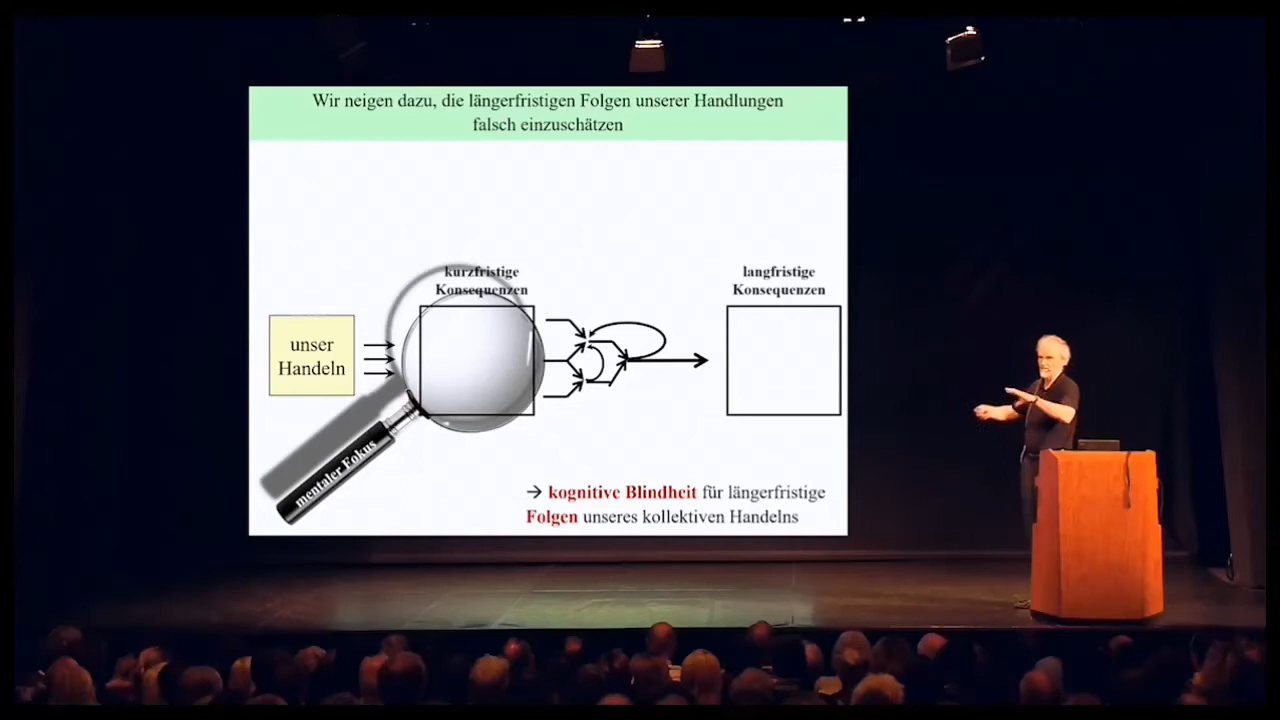 Wir neigen dazu, die längerfristigen Folgen unserer Handlungen
falsch einzuschätzen
kurzfristige
Konsequenzen
langfristige
Konsequenzen
unser
Handeln
mentaler Fokus
→ kognitive Blindheit für längerfristige
Folgen unseres kollektiven Handelns